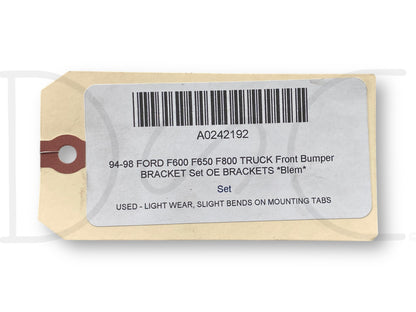 A0242192
94-98 FORD F600 F650 F800 TRUCK Front Bumper
BRACKET Set OE BRACKETS *Blem*
Set
USED - LIGHT WEAR, SLIGHT BENDS ON MOUNTING TABS